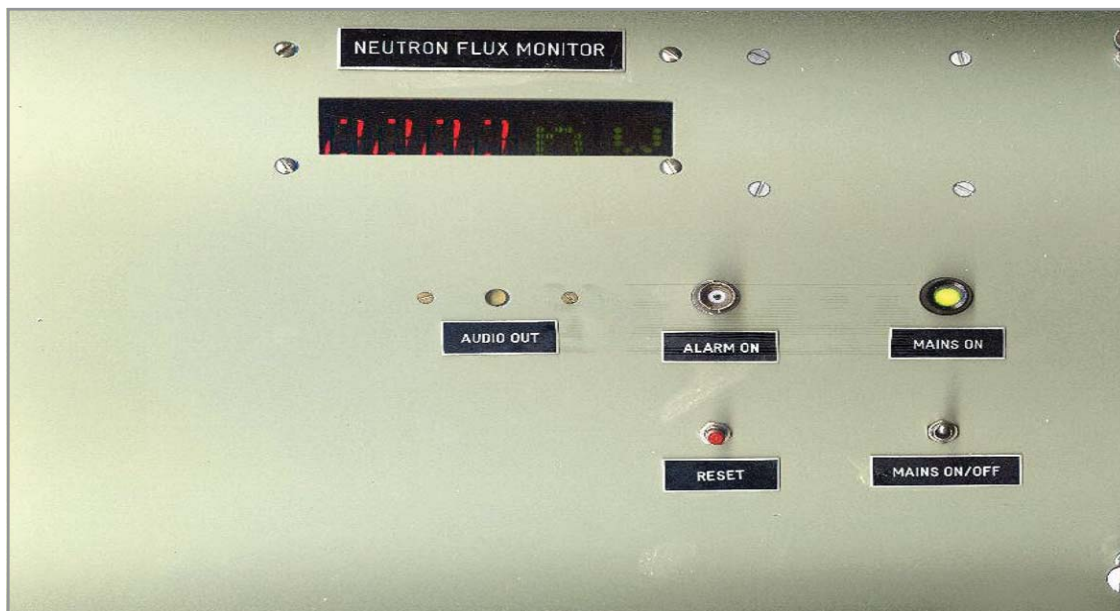 NEUTRON FLUX MONITOR
AUDIO OUT
ALARM ON
MAINS ON
RESET
MAINS ON/OFF